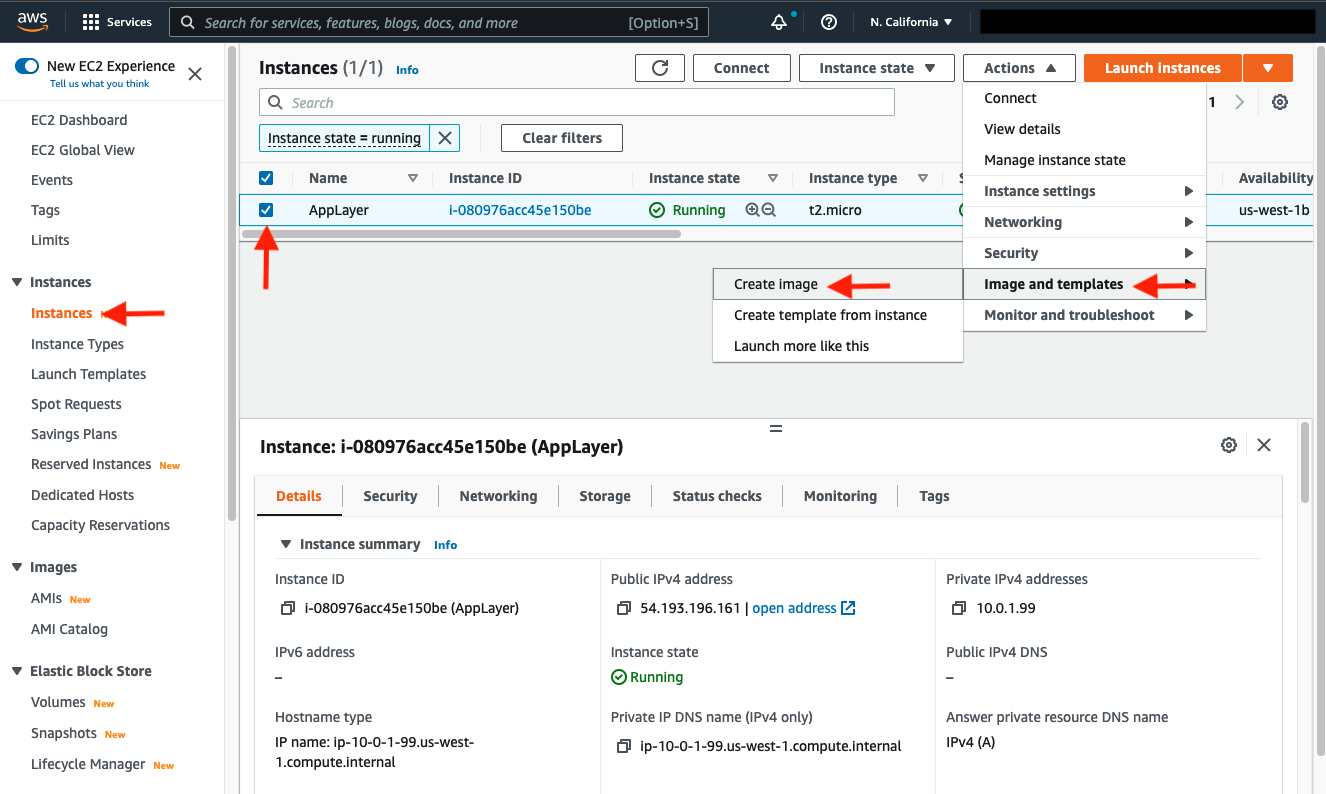 aws
Services
Search for services, features, blogs, docs, and more
[Option+S]
N. California
New EC2 Experience
Tell us what you think
EC2 Dashboard
EC2 Global View
Events
Tags
Limits
Instances
Instances
Instance Types
Launch Templates
Spot Requests
Savings Plans
Reserved Instances New
Dedicated Hosts
Capacity Reservations
Images
AMIs New
AMI Catalog
Elastic Block Store
Volumes New
Snapshots New
Lifecycle Manager New
Instances (1/1) Info
Connect
Instance state
Actions
Launch instances
Search
1
Instance state = running
Clear filters
Name
Instance ID
Instance state
Instance type
Availability
AppLayer
i-080976acc45e150be
Running
t2.micro
us-west-1b
Connect
View details
Manage instance state
Instance settings
Networking
Security
Image and templates
Monitor and troubleshoot
Create image
Create template from instance
Launch more like this
Instance: i-080976acc45e150be (AppLayer)
Details
Security
Networking
Storage
Status checks
Monitoring
Tags
Instance summary Info
Instance ID
i-080976acc45e150be (AppLayer)
Public IPv4 address
54.193.196.161 | open address
Private IPv4 addresses
10.0.1.99
IPv6 address
–
Instance state
Running
Public IPv4 DNS
–
Hostname type
IP name: ip-10-0-1-99.us-west-
1.compute.internal
Private IP DNS name (IPv4 only)
ip-10-0-1-99.us-west-1.compute.internal
Answer private resource DNS name
IPv4 (A)